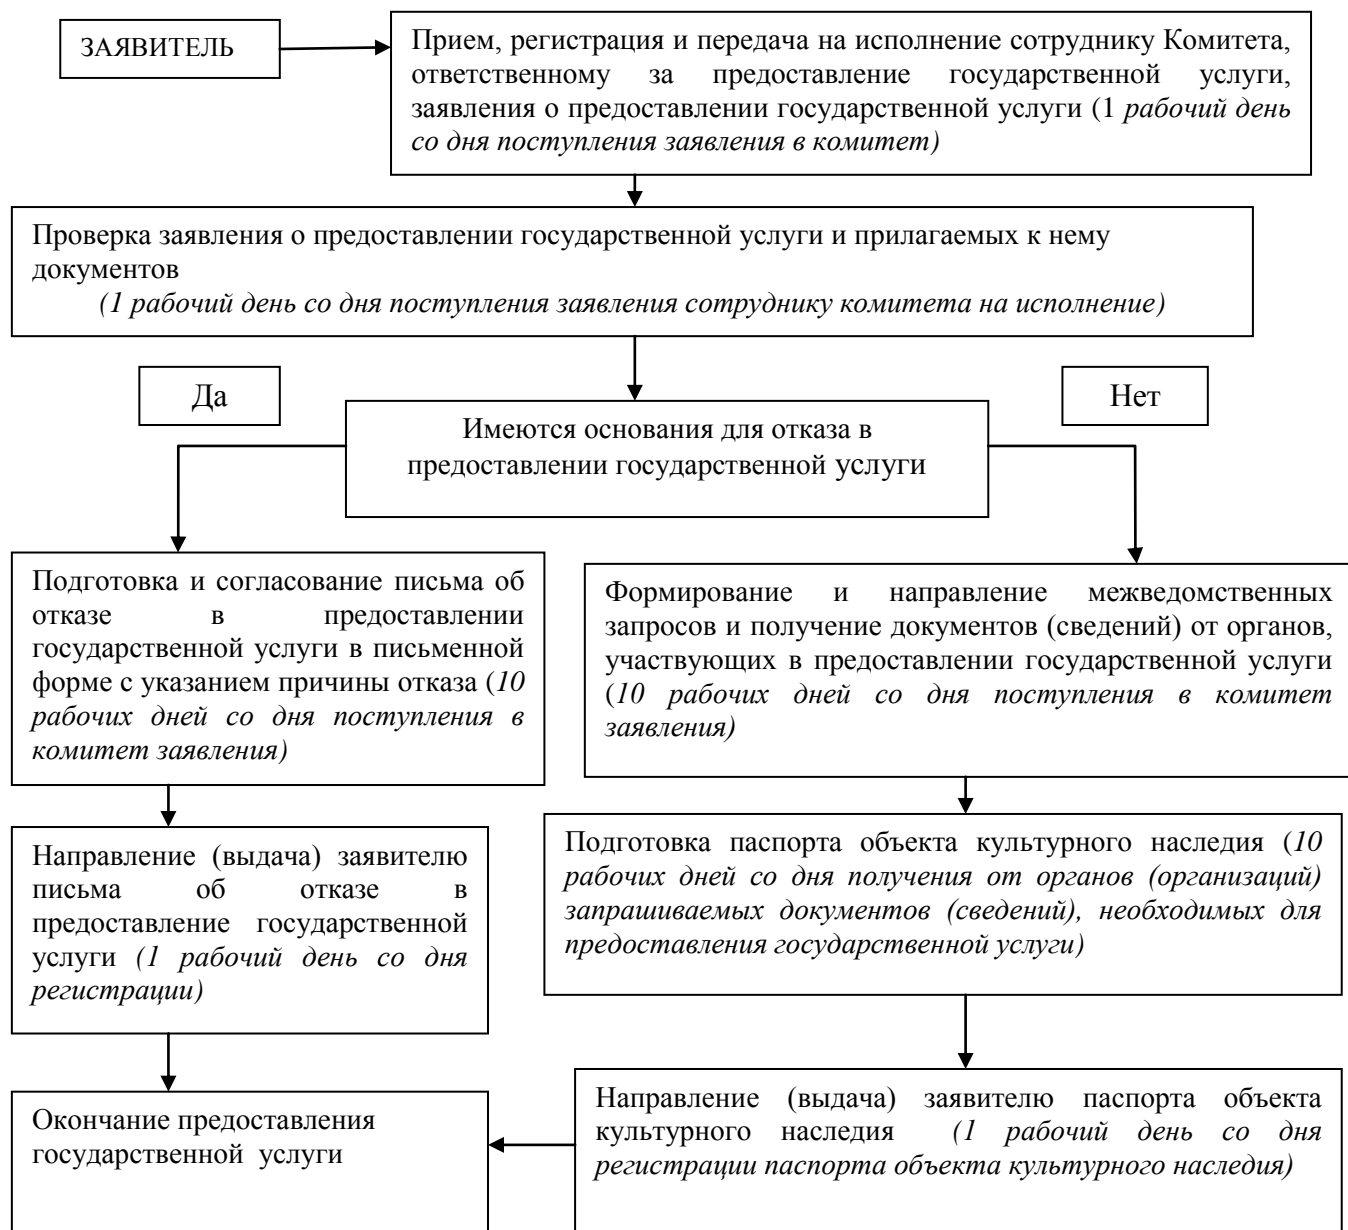 ЗАЯВИТЕЛЬ
Прием, регистрация и передача на исполнение сотруднику Комитета,
ответственному за предоставление государственной услуги,
заявления о предоставлении государственной услуги (1 рабочий день
со дня поступления заявления в комитет)
Проверка заявления о предоставлении государственной услуги и прилагаемых к нему
документов
(1 рабочий день со дня поступления заявления сотруднику комитета на исполнение)
Да
Нет
Имеются основания для отказа в
предоставлении государственной услуги
Подготовка и согласование письма об
отказе в предоставлении
государственной услуги в письменной
форме с указанием причины отказа (10
рабочих дней со дня поступления в
комитет заявления)
Формирование и направление межведомственных
запросов и получение документов (сведений) от органов,
участвующих в предоставлении государственной услуги
(10 рабочих дней со дня поступления в комитет
заявления)
Направление (выдача) заявителю
письма об отказе в
предоставление государственной
услуги (1 рабочий день со дня
регистрации)
Подготовка паспорта объекта культурного наследия (10
рабочих дней со дня получения от органов (организаций)
запрашиваемых документов (сведений), необходимых для
предоставления государственной услуги)
Окончание предоставления
государственной услуги
Направление (выдача) заявителю паспорта объекта
культурного наследия (1 рабочий день со дня
регистрации паспорта объекта культурного наследия)